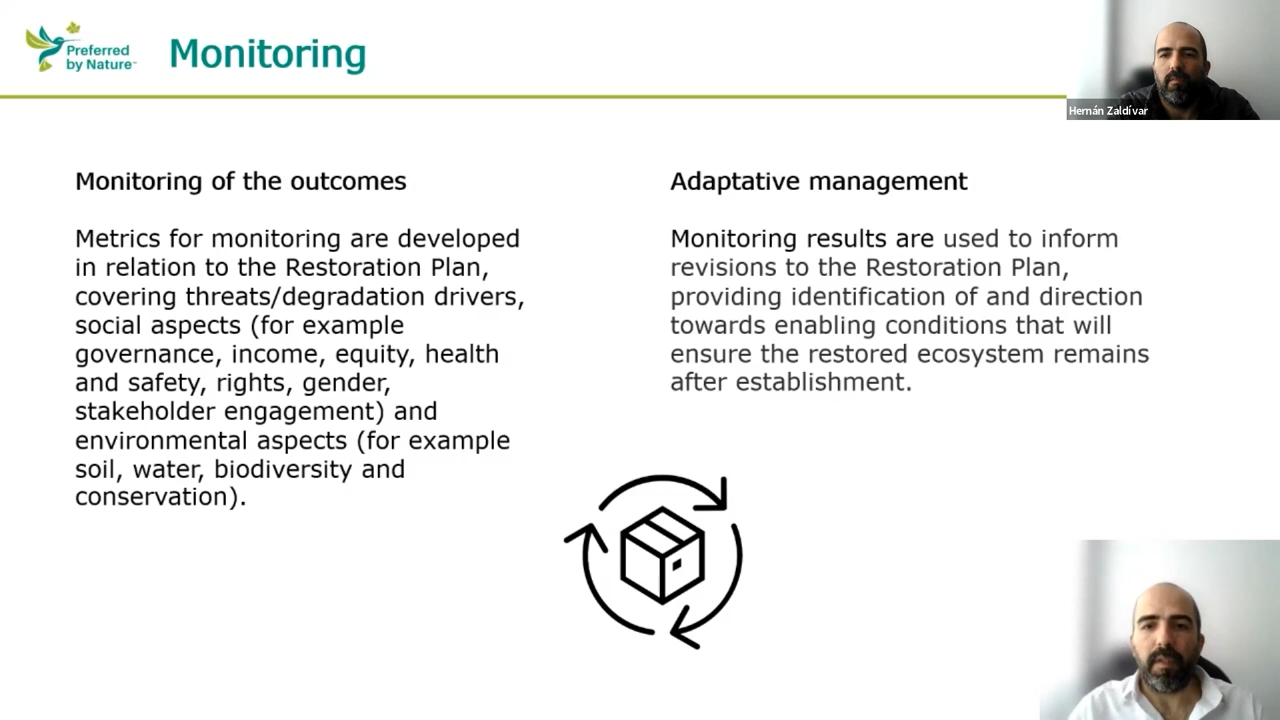 Preferred
by Nature™
Monitoring
Hernán Zaldívar
Monitoring of the outcomes
Metrics for monitoring are developed
in relation to the Restoration Plan,
covering threats/degradation drivers,
social aspects (for example
governance, income, equity, health
and safety, rights, gender,
stakeholder engagement) and
environmental aspects (for example
soil, water, biodiversity and
conservation).
Adaptative management
Monitoring results are used to inform
revisions to the Restoration Plan,
providing identification of and direction
towards enabling conditions that will
ensure the restored ecosystem remains
after establishment.